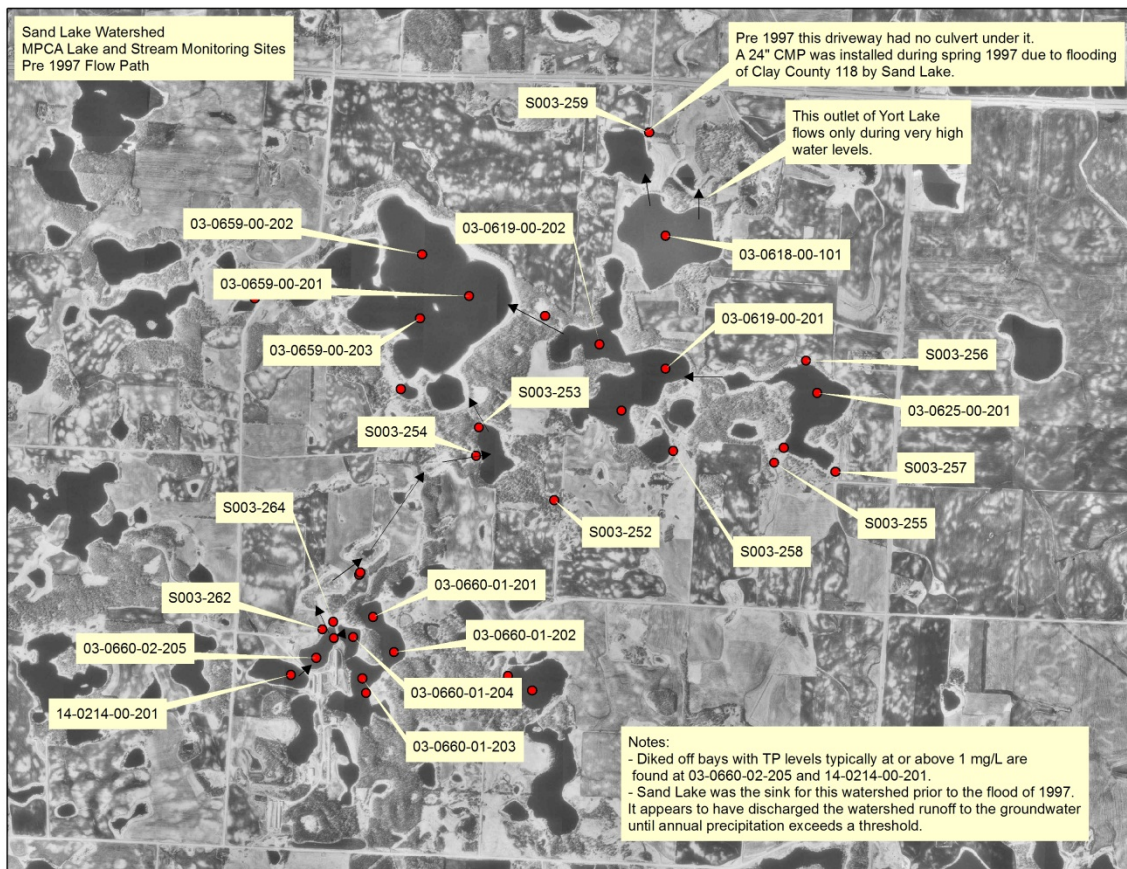 Sand Lake Watershed
MPCA Lake and Stream Monitoring Sites
Pre 1997 Flow Path
Pre 1997 this driveway had no culvert under it.
A 24" CMP was installed during spring 1997 due to flooding
of Clay County 118 by Sand Lake.
S003-259
This outlet of Yort Lake
flows only during very high
water levels.
03-0659-00-202
03-0619-00-202
03-0618-00-101
03-0659-00-201
03-0619-00-201
03-0659-00-203
S003-256
S003-253
03-0625-00-201
S003-254
S003-257
S003-264
S003-252
S003-255
S003-258
03-0660-01-201
S003-262
03-0660-01-202
03-0660-02-205
03-0660-01-204
14-0214-00-201
03-0660-01-203
Notes:
- Diked off bays with TP levels typically at or above 1 mg/L are
found at 03-0660-02-205 and 14-0214-00-201.
- Sand Lake was the sink for this watershed prior to the flood of 1997.
It appears to have discharged the watershed runoff to the groundwater
until annual precipitation exceeds a threshold.